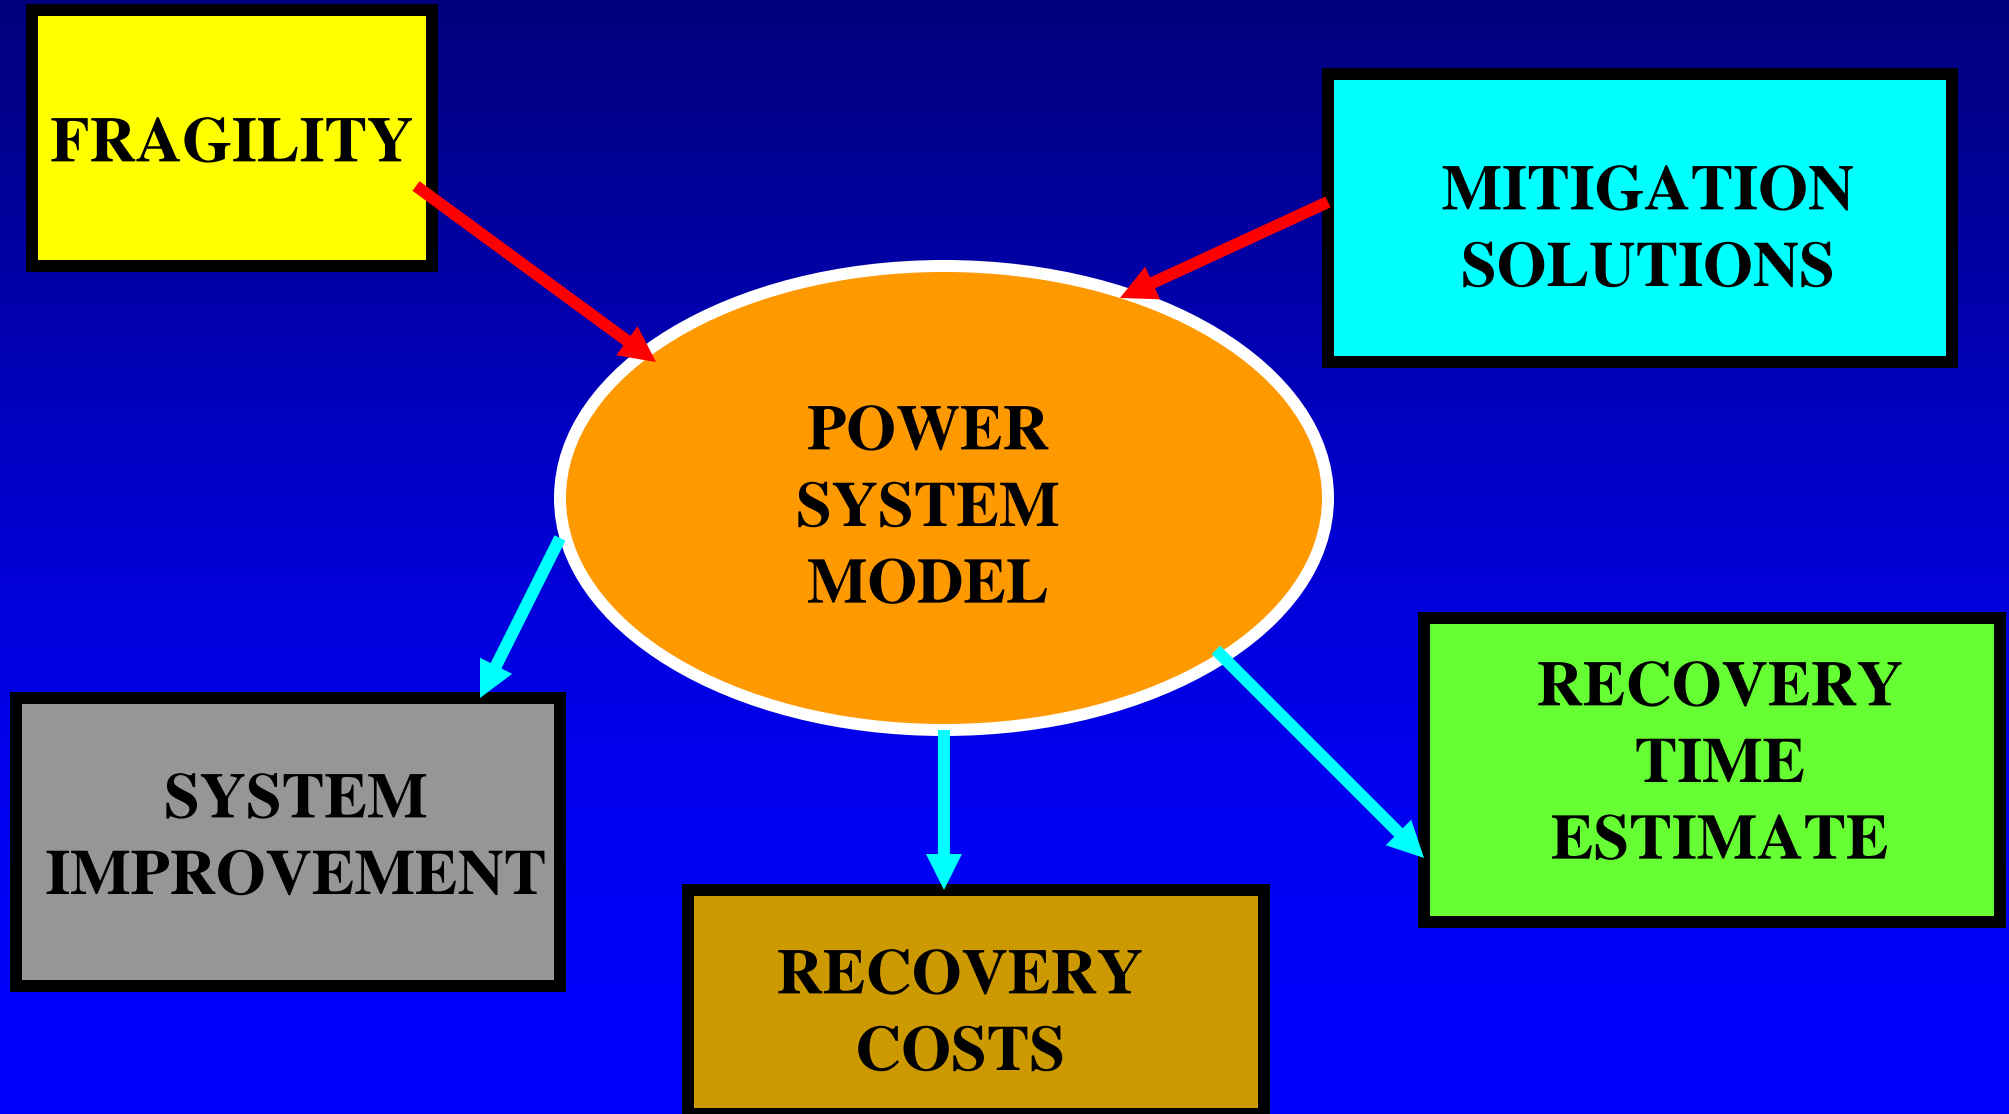 FRAGILITY
MITIGATION
SOLUTIONS
POWER
SYSTEM
MODEL
SYSTEM
IMPROVEMENT
RECOVERY
COSTS
RECOVERY
TIME
ESTIMATE